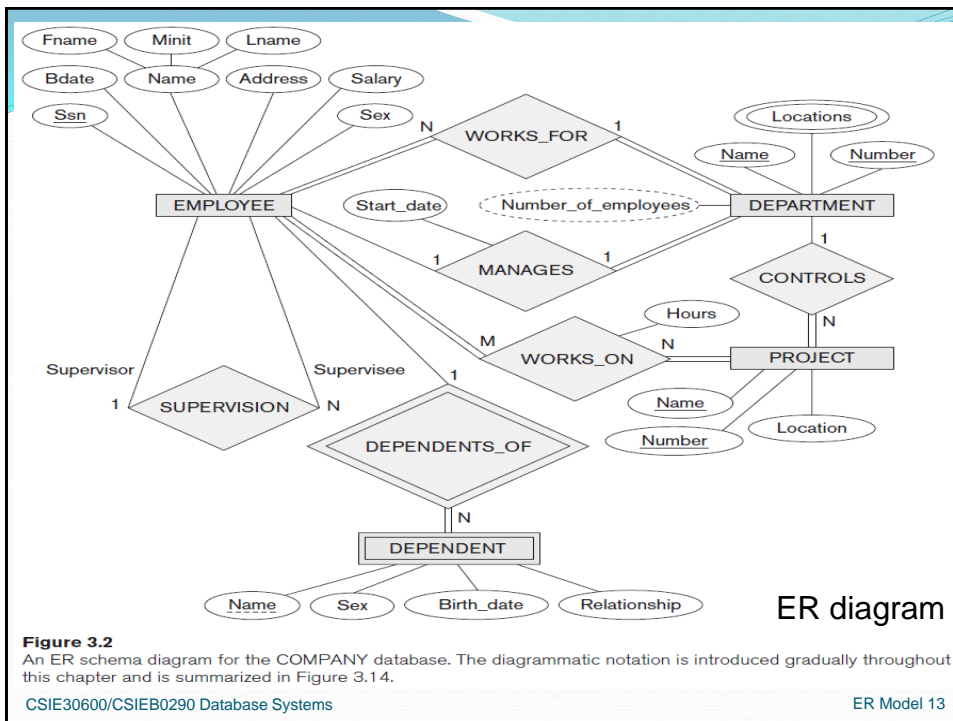 Fname Minit Lname
Bdate Name Address Salary
Ssn Sex
N WORKS_FOR 1
Locations
Name Number
EMPLOYEE Start_date Number_of_employees DEPARTMENT
1 MANAGES 1
1
CONTROLS
N
Hours
M WORKS_ON N
PROJECT
Supervisor Supervisee
1 SUPERVISION N
1
Name
Number Location
DEPENDENTS_OF
N
DEPENDENT
Name Sex Birth_date Relationship
ER diagram
Figure 3.2
An ER schema diagram for the COMPANY database. The diagrammatic notation is introduced gradually throughout
this chapter and is summarized in Figure 3.14.
CSIE30600/CSIEB0290 Database Systems ER Model 13